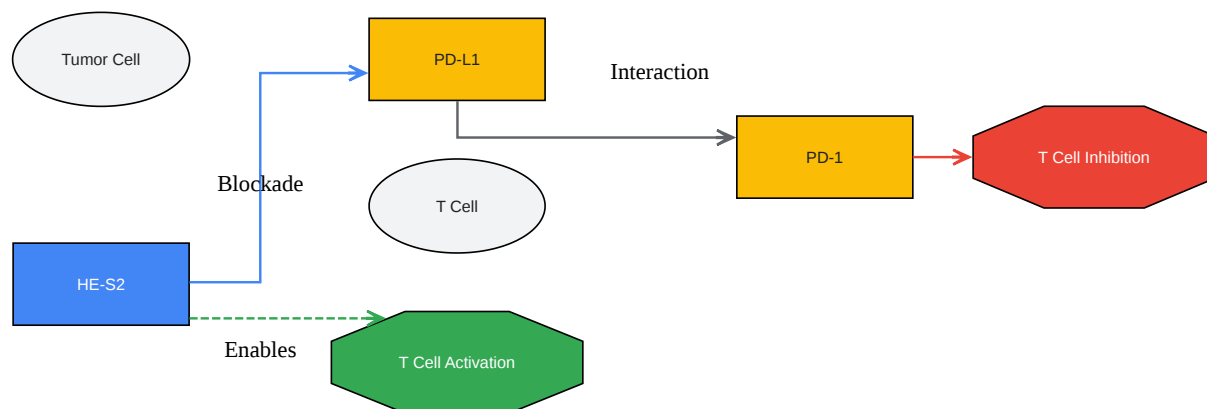 Tumor Cell
PD-L1
Interaction
PD-1
T Cell Inhibition
Blockade
T Cell
HE-S2
Enables
T Cell Activation